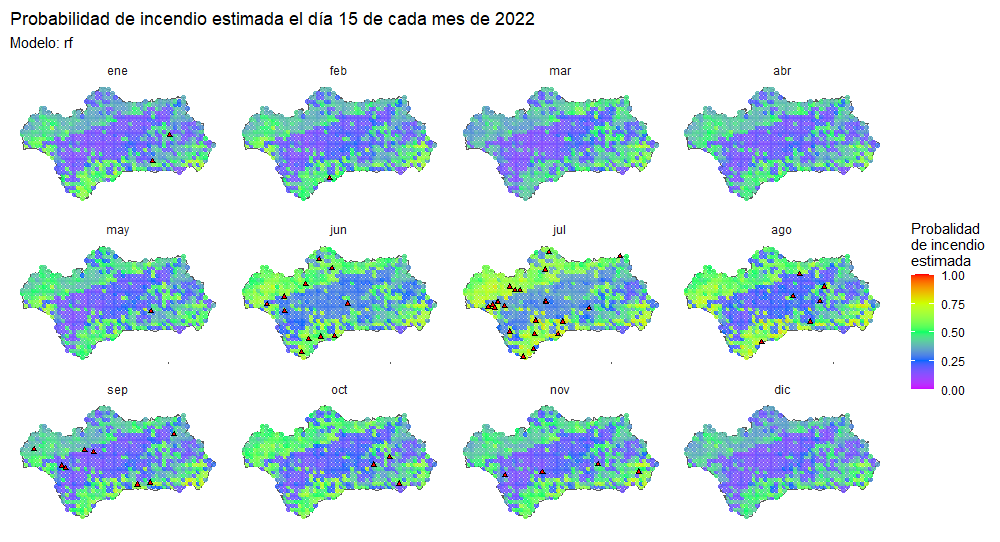 Probabilidad de incendio estimada el día 15 de cada mes de 2022
Modelo: rf
ene
feb
mar
abr
may
jun
jul
ago
sep
oct
nov
dic
Probalidad
de incendio
estimada
1.00
0.75
0.50
0.25
0.00